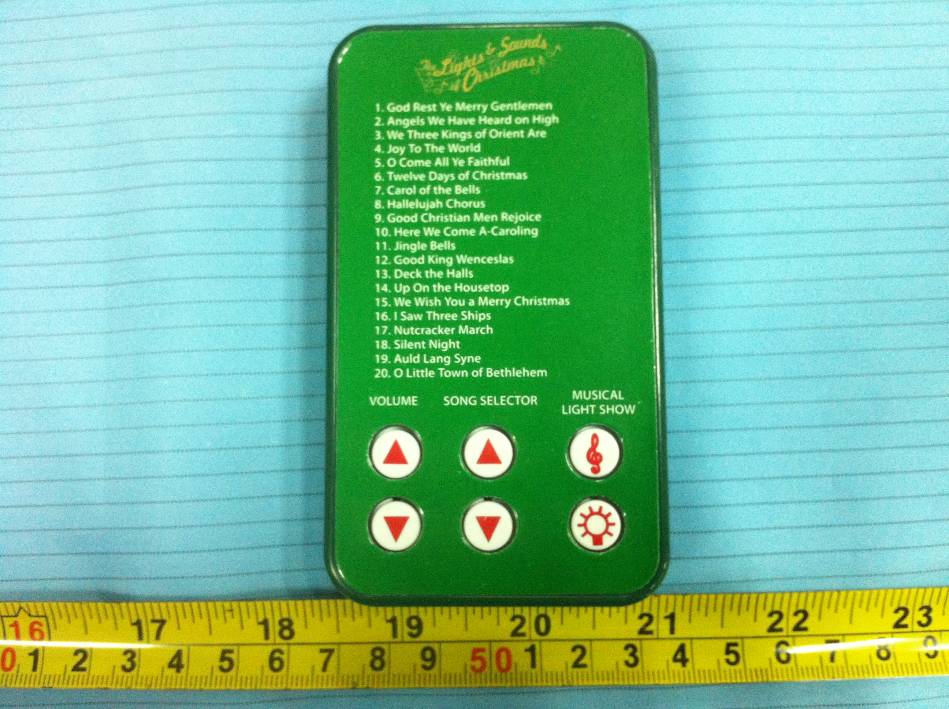 The Lights & Sounds
of Christmas
1. God Rest Ye Merry Gentlemen
2. Angels We Have Heard on High
3. We Three Kings of Orient Are
4. Joy To The World
5. O Come All Ye Faithful
6. Twelve Days of Christmas
7. Carol of the Bells
8. Hallelujah Chorus
9. Good Christian Men Rejoice
10. Here We Come A-Caroling
11. Jingle Bells
12. Good King Wenceslas
13. Deck the Halls
14. Up On the Housetop
15. We Wish You a Merry Christmas
16. I Saw Three Ships
17. Nutcracker March
18. Silent Night
19. Auld Lang Syne
20. O Little Town of Bethlehem
VOLUME SONG SELECTOR MUSICAL
LIGHT SHOW
16 17 18 19 20 21 22 23
0 1 2 3 4 5 6 7 8 9 50 1 2 3 4 5 6 7 8 9